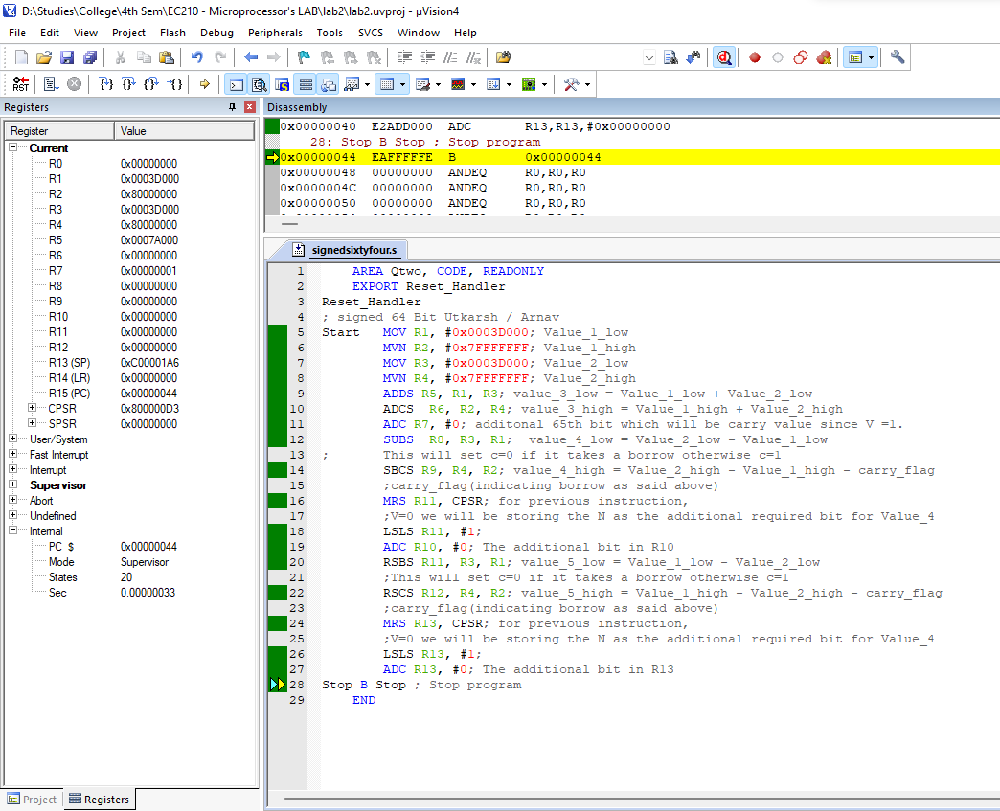 D:\Studies\College\4th Sem\EC210 - Microprocessor's LAB\lab2\lab2.uvproj - µVision4
File Edit View Project Flash Debug Peripherals Tools SVCS Window Help
RST
Registers
Register Value
Current
R0 0x00000000
R1 0x0003D000
R2 0x80000000
R3 0x0003D000
R4 0x80000000
R5 0x0007A000
R6 0x00000000
R7 0x00000001
R8 0x00000000
R9 0x00000000
R10 0x00000000
R11 0x00000000
R12 0x00000000
R13 (SP) 0xC00001A6
R14 (LR) 0x00000000
R15 (PC) 0x00000044
CPSR 0x800000D3
SPSR 0x00000000
User/System
Fast Interrupt
Interrupt
Supervisor
Abort
Undefined
Internal
PC $ 0x00000044
Mode Supervisor
States 20
Sec 0.00000033
Project Registers
Disassembly
0x00000040 E2ADD000 ADC R13,R13,#0x00000000
28: Stop B Stop ; Stop program
0x00000044 EAFFFFFE B 0x00000044
0x00000048 00000000 ANDEQ R0,R0,R0
0x0000004C 00000000 ANDEQ R0,R0,R0
0x00000050 00000000 ANDEQ R0,R0,R0
signedsixtyfour.s
1 AREA Qtwo, CODE, READONLY
2 EXPORT Reset_Handler
3 Reset_Handler
4 ; signed 64 Bit Utkarsh / Arnav
5 Start MOV R1, #0x0003D000; Value_1_low
6 MVN R2, #0x7FFFFFFF; Value_1_high
7 MOV R3, #0x0003D000; Value_2_low
8 MVN R4, #0x7FFFFFFF; Value_2_high
9 ADDS R5, R1, R3; value_3_low = Value_1_low + Value_2_low
10 ADCS R6, R2, R4; value_3_high = Value_1_high + Value_2_high
11 ADC R7, #0; additonal 65th bit which will be carry value since V =1.
12 SUBS R8, R3, R1; value_4_low = Value_2_low - Value_1_low
13 ; This will set c=0 if it takes a borrow otherwise c=1
14 SBCS R9, R4, R2; value_4_high = Value_2_high - Value_1_high - carry_flag
15 ;carry_flag(indicating borrow as said above)
16 MRS R11, CPSR; for previous instruction,
17 ;V=0 we will be storing the N as the additional required bit for Value_4
18 LSLS R11, #1;
19 ADC R10, #0; The additional bit in R10
20 RSBS R11, R3, R1; value_5_low = Value_1_low - Value_2_low
21 ;This will set c=0 if it takes a borrow otherwise c=1
22 RSCS R12, R4, R2; value_5_high = Value_1_high - Value_2_high - carry_flag
23 ;carry_flag(indicating borrow as said above)
24 MRS R13, CPSR; for previous instruction,
25 ;V=0 we will be storing the N as the additional required bit for Value_4
26 LSLS R13, #1;
27 ADC R13, #0; The additional bit in R13
28 Stop B Stop ; Stop program
29 END